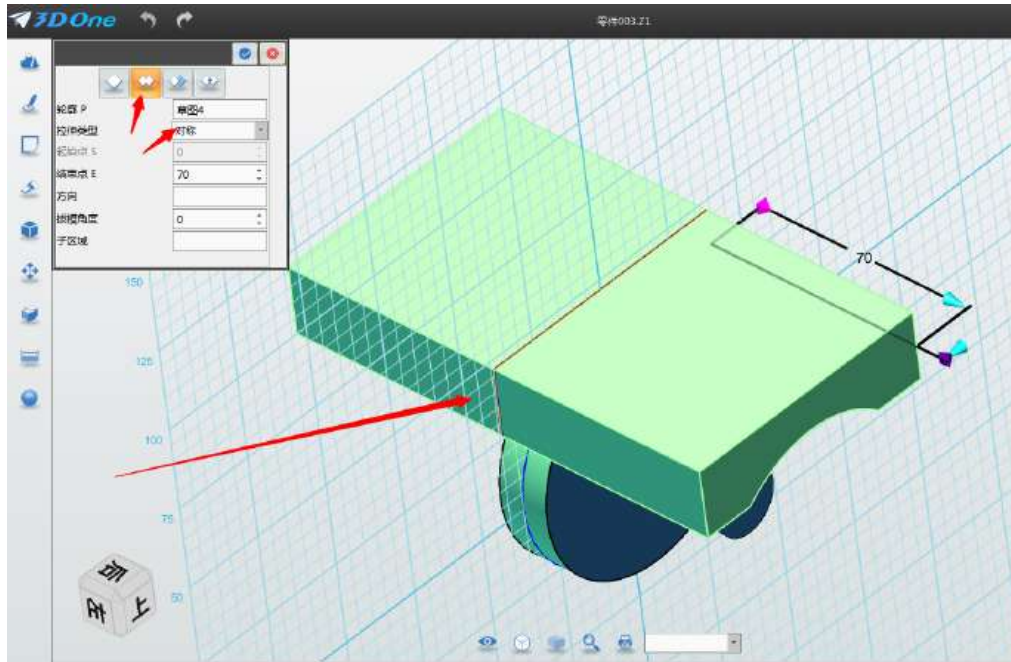 3D One
零件003.Z1
轮廓 P
草图4
拉伸类型
对称
起始点 S
0
结束点 E
70
方向
拔模角度
0
子区域
70
150
125
100
75
50
后
左
上